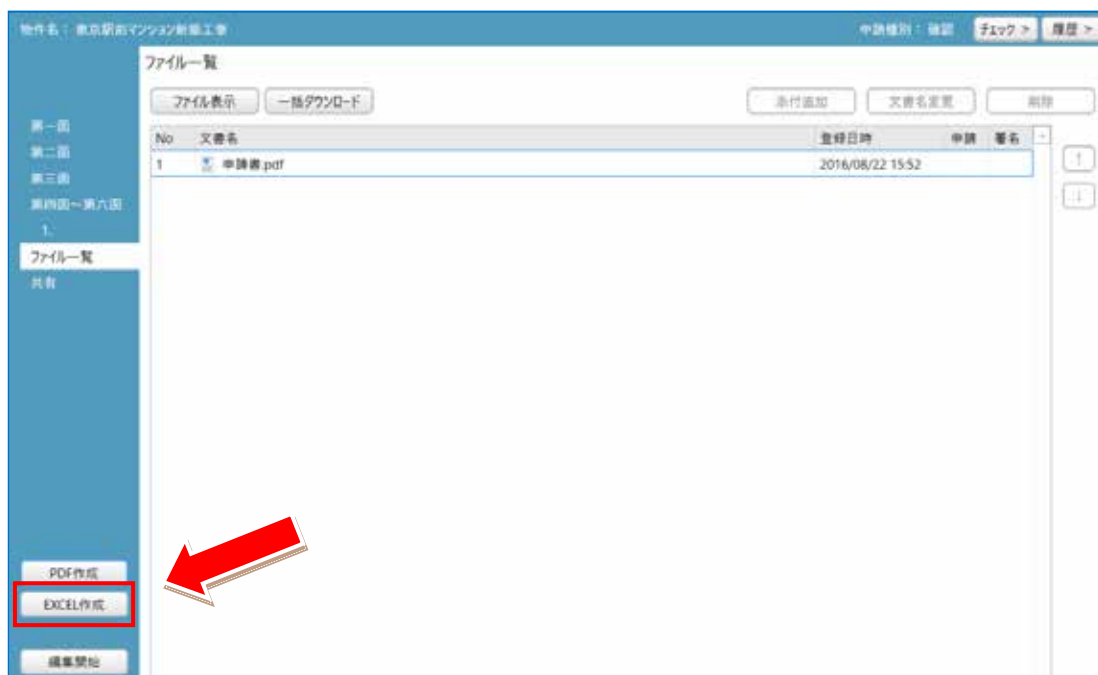 物件名： 東京駅前マンション新築工事
申請種別： 確認
チェック >
履歴 >
ファイル一覧
ファイル表示
一括ダウンロード
添付追加
文書名変更
削除
第一面
第二面
第三面
第四面～第六面
1.
ファイル一覧
共有
No 文書名 登録日時 申請 署名
1 申請書.pdf 2016/08/22 15:52
↑
↓
PDF作成
EXCEL作成
編集開始